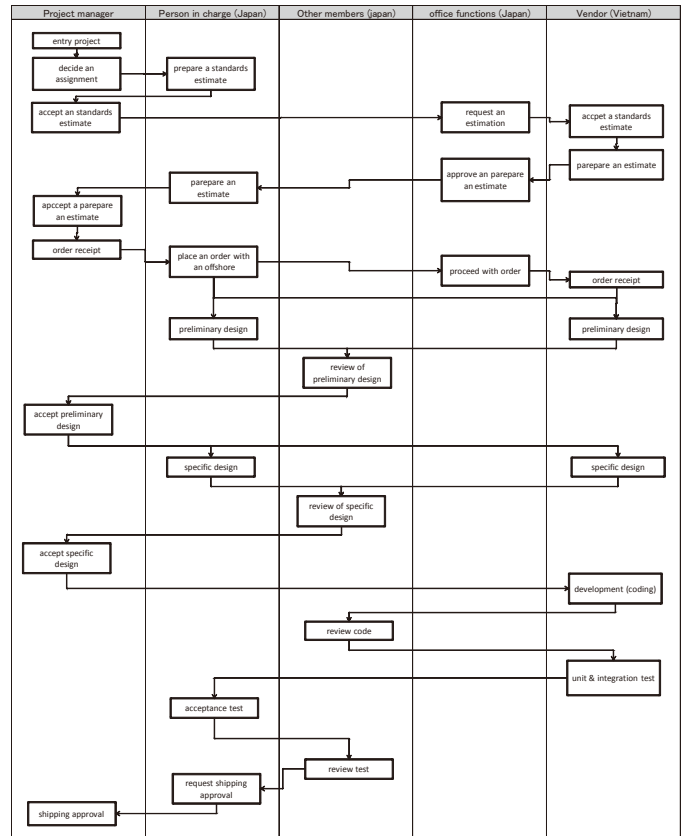 Project manager
Person in charge (Japan)
Other members (japan)
office functions (Japan)
Vendor (Vietnam)
entry project
decide an
assignment
prepare a standards
estimate
accept an standards
estimate
request an
estimation
accpet a standards
estimate
parepare an estimate
approve an parepare
an estimate
parepare an
estimate
apccept a parepare
an estimate
order receipt
place an order with
an offshore
proceed with order
order receipt
preliminary design
preliminary design
review of
preliminary design
accept preliminary
design
specific design
specific design
review of specific
design
accept specific
design
development (coding)
review code
unit & integration test
acceptance test
review test
request shipping
approval
shipping approval